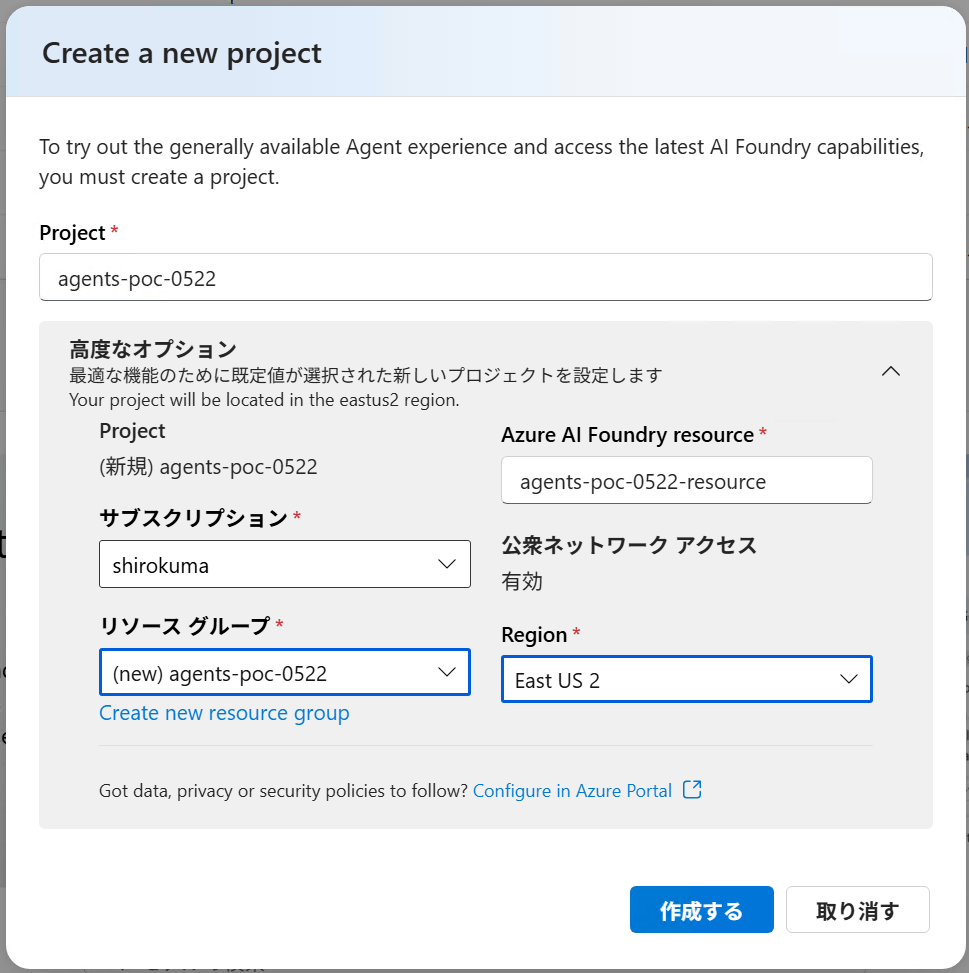 Create a new project
To try out the generally available Agent experience and access the latest AI Foundry capabilities,
you must create a project.
Project *
agents-poc-0522
高度なオプション
最適な機能のために既定値が選択された新しいプロジェクトを設定します
Your project will be located in the eastus2 region.
Project
(新規) agents-poc-0522
Azure AI Foundry resource *
agents-poc-0522-resource
サブスクリプション *
shirokuma
公衆ネットワーク アクセス
有効
リソース グループ *
(new) agents-poc-0522
Create new resource group
Region *
East US 2
Got data, privacy or security policies to follow? Configure in Azure Portal
作成する
取り消す